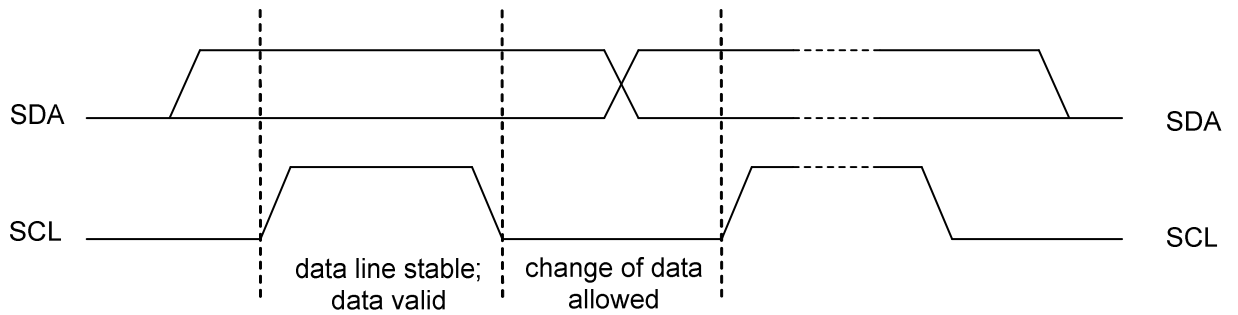 SDA
SDA
SCL
SCL
data line stable;
data valid
change of data
allowed